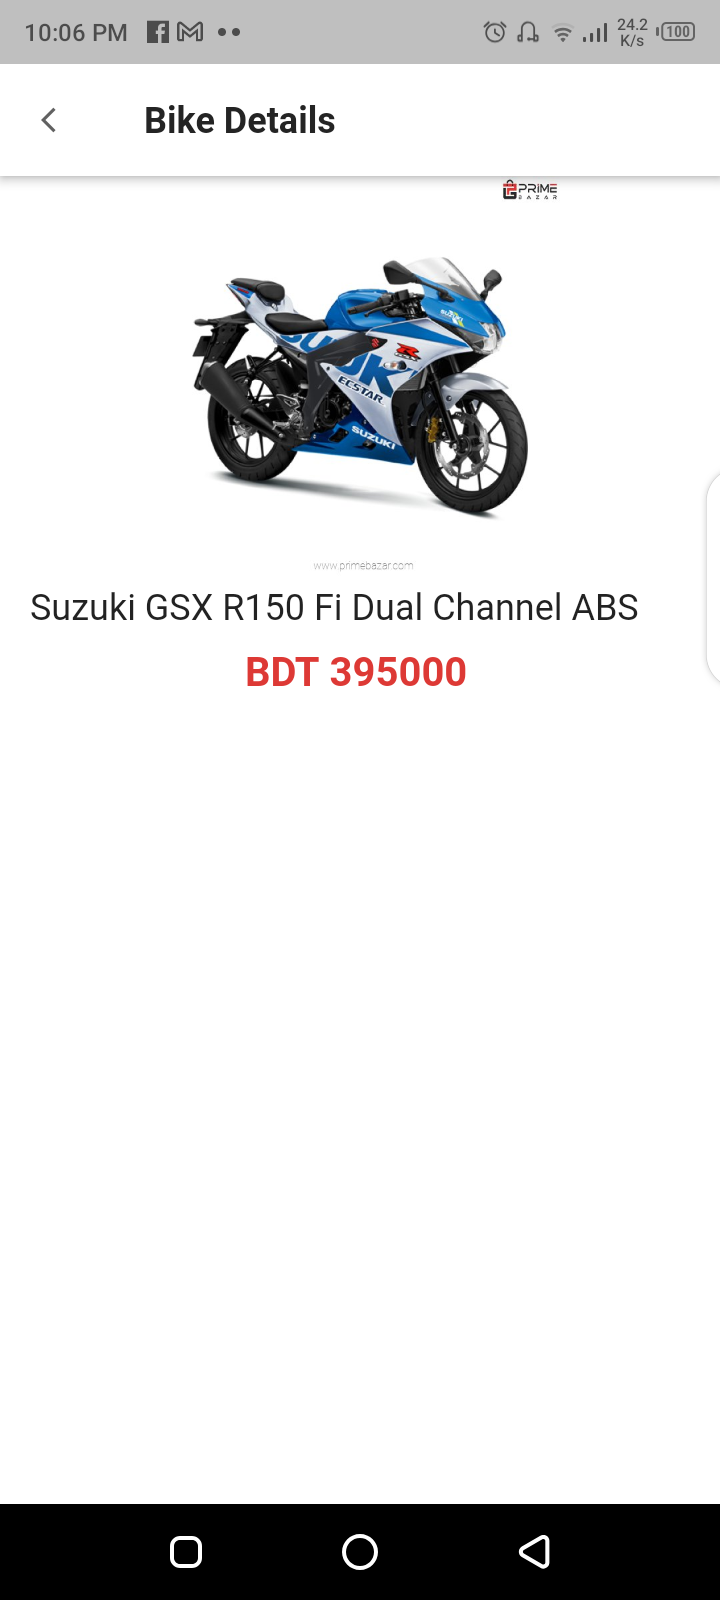 10:06 PM
24.2
K/s
100
Bike Details
PRIME
BAZAR
SUZUKI
R
ECSTAR
SUZUKI
www.primebazar.com
Suzuki GSX R150 Fi Dual Channel ABS
BDT 395000